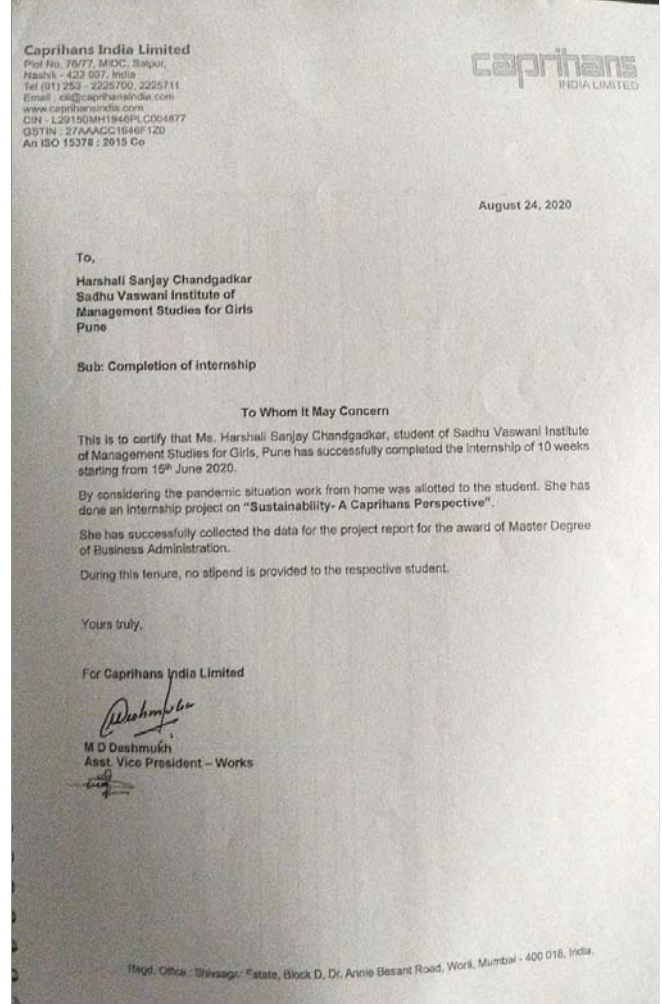 Caprihans India Limited
Plot No. 76/77, MIDC, Satpur,
Nashik - 422 007, India
Tel (91) 253 - 2225700, 2225711
Email : cil@caprihansindia.com
www.caprihansindia.com
CIN - L29150MH1946PLC004877
GSTIN : 27AAACC1646F1Z0
An ISO 15378 : 2015 Co
caprihans
INDIA LIMITED
August 24, 2020
To,
Harshali Sanjay Chandgadkar
Sadhu Vaswani Institute of
Management Studies for Girls
Pune
Sub: Completion of internship
To Whom It May Concern
This is to certify that Ms. Harshali Sanjay Chandgadkar, student of Sadhu Vaswani Institute
of Management Studies for Girls, Pune has successfully completed the internship of 10 weeks
starting from 15th June 2020.
By considering the pandemic situation work from home was allotted to the student. She has
done an internship project on "Sustainability- A Caprihans Perspective".
She has successfully collected the data for the project report for the award of Master Degree
of Business Administration.
During this tenure, no stipend is provided to the respective student.
Yours truly,
For Caprihans India Limited
M D Deshmukh
Asst. Vice President – Works
Regd. Office : Shivsagar Estate, Block D, Dr. Annie Besant Road, Worli, Mumbai - 400 018, India.